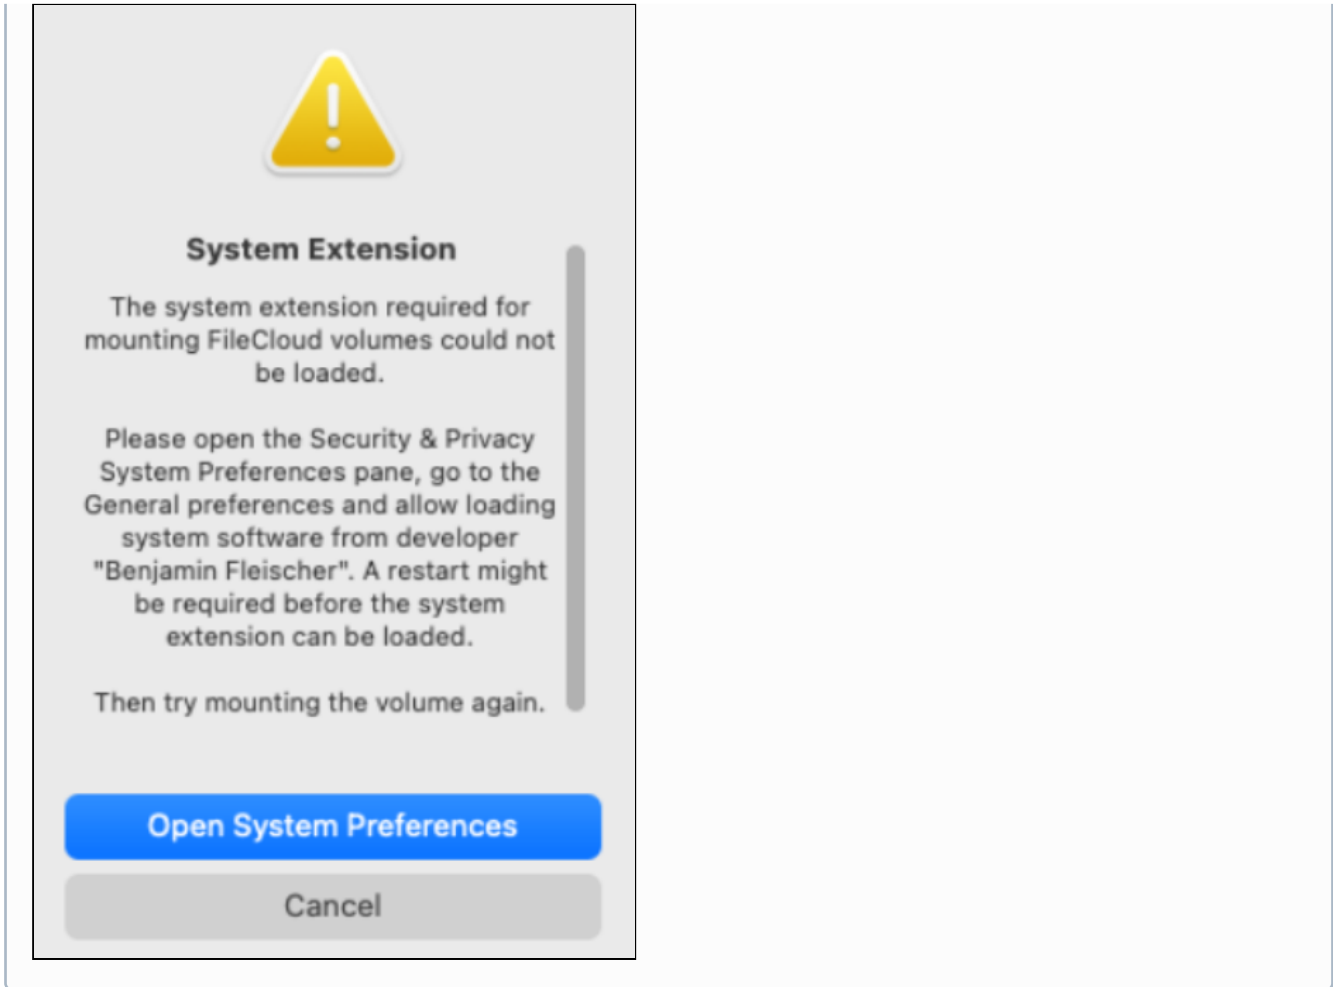 System Extension
The system extension required for
mounting FileCloud volumes could not
be loaded.
Please open the Security & Privacy
System Preferences pane, go to the
General preferences and allow loading
system software from developer
"Benjamin Fleischer". A restart might
be required before the system
extension can be loaded.
Then try mounting the volume again.
Open System Preferences
Cancel